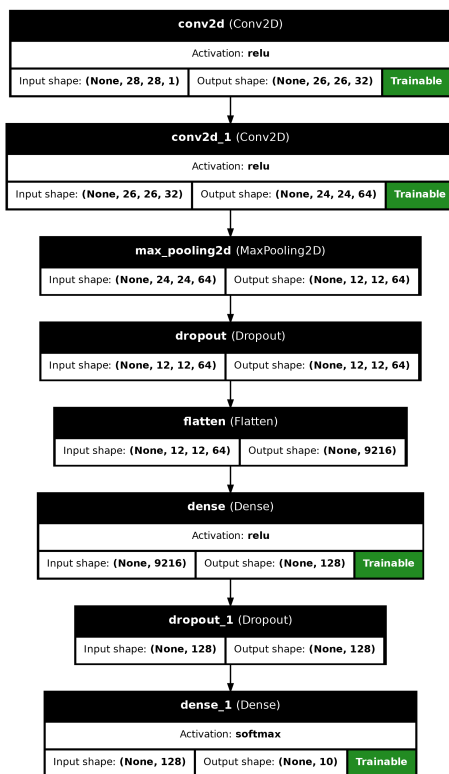 conv2d (Conv2D)
Activation: relu
Input shape: (None, 28, 28, 1) Output shape: (None, 26, 26, 32) Trainable
conv2d_1 (Conv2D)
Activation: relu
Input shape: (None, 26, 26, 32) Output shape: (None, 24, 24, 64) Trainable
max_pooling2d (MaxPooling2D)
Input shape: (None, 24, 24, 64) Output shape: (None, 12, 12, 64)
dropout (Dropout)
Input shape: (None, 12, 12, 64) Output shape: (None, 12, 12, 64)
flatten (Flatten)
Input shape: (None, 12, 12, 64) Output shape: (None, 9216)
dense (Dense)
Activation: relu
Input shape: (None, 9216) Output shape: (None, 128) Trainable
dropout_1 (Dropout)
Input shape: (None, 128) Output shape: (None, 128)
dense_1 (Dense)
Activation: softmax
Input shape: (None, 128) Output shape: (None, 10) Trainable